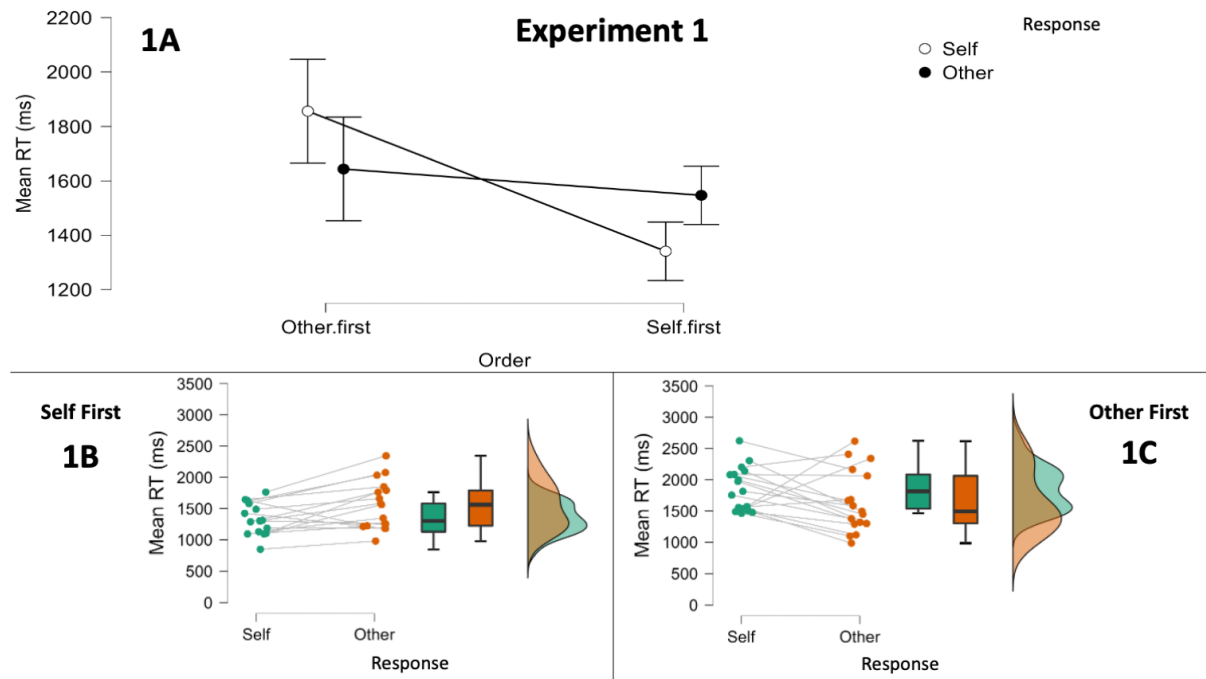 1A
Experiment 1
Response
Self
Other
Mean RT (ms)
2200
2000
1800
1600
1400
1200
Other.first
Self.first
Order
Self First
1B
Mean RT (ms)
3500
3000
2500
2000
1500
1000
500
0
Self
Other
Response
Other First
1C
Mean RT (ms)
3500
3000
2500
2000
1500
1000
500
0
Self
Other
Response